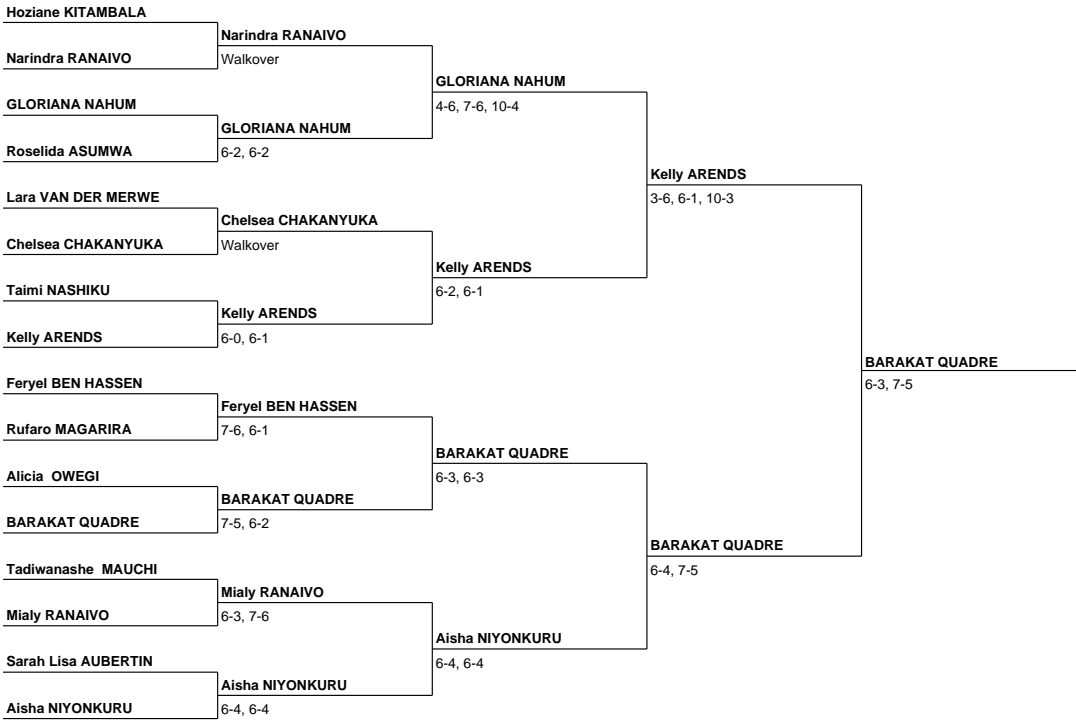 Hoziane KITAMBALA
Narindra RANAIVO
Narindra RANAIVO
Walkover
GLORIANA NAHUM
4-6, 7-6, 10-4
GLORIANA NAHUM
GLORIANA NAHUM
Roselida ASUMWA
6-2, 6-2
Kelly ARENDS
3-6, 6-1, 10-3
Lara VAN DER MERWE
Chelsea CHAKANYUKA
Chelsea CHAKANYUKA
Walkover
Kelly ARENDS
6-2, 6-1
Taimi NASHIKU
Kelly ARENDS
Kelly ARENDS
6-0, 6-1
BARAKAT QUADRE
6-3, 7-5
Feryel BEN HASSEN
Feryel BEN HASSEN
Rufaro MAGARIRA
7-6, 6-1
BARAKAT QUADRE
6-3, 6-3
Alicia OWEGI
BARAKAT QUADRE
BARAKAT QUADRE
7-5, 6-2
BARAKAT QUADRE
6-4, 7-5
Tadiwanashe MAUCHI
Mialy RANAIVO
Mialy RANAIVO
6-3, 7-6
Aisha NIYONKURU
6-4, 6-4
Sarah Lisa AUBERTIN
Aisha NIYONKURU
Aisha NIYONKURU
6-4, 6-4